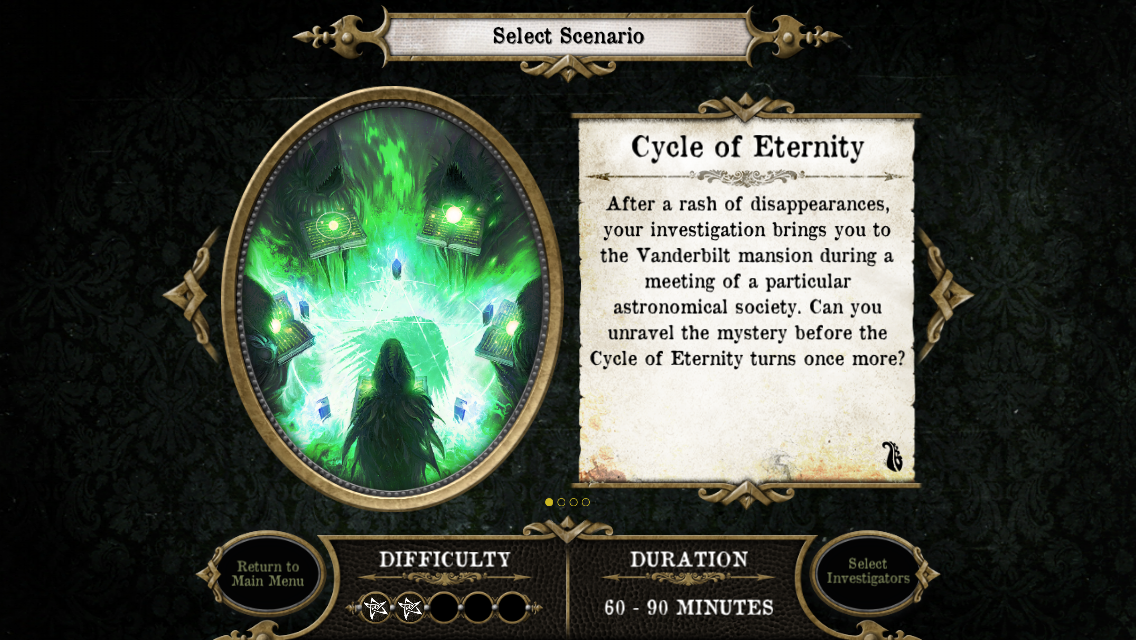 Select Scenario
Cycle of Eternity
After a rash of disappearances,
your investigation brings you to
the Vanderbilt mansion during a
meeting of a particular
astronomical society. Can you
unravel the mystery before the
Cycle of Eternity turns once more?
Return to
Main Menu
DIFFICULTY
DURATION
60 - 90 MINUTES
Select
Investigators